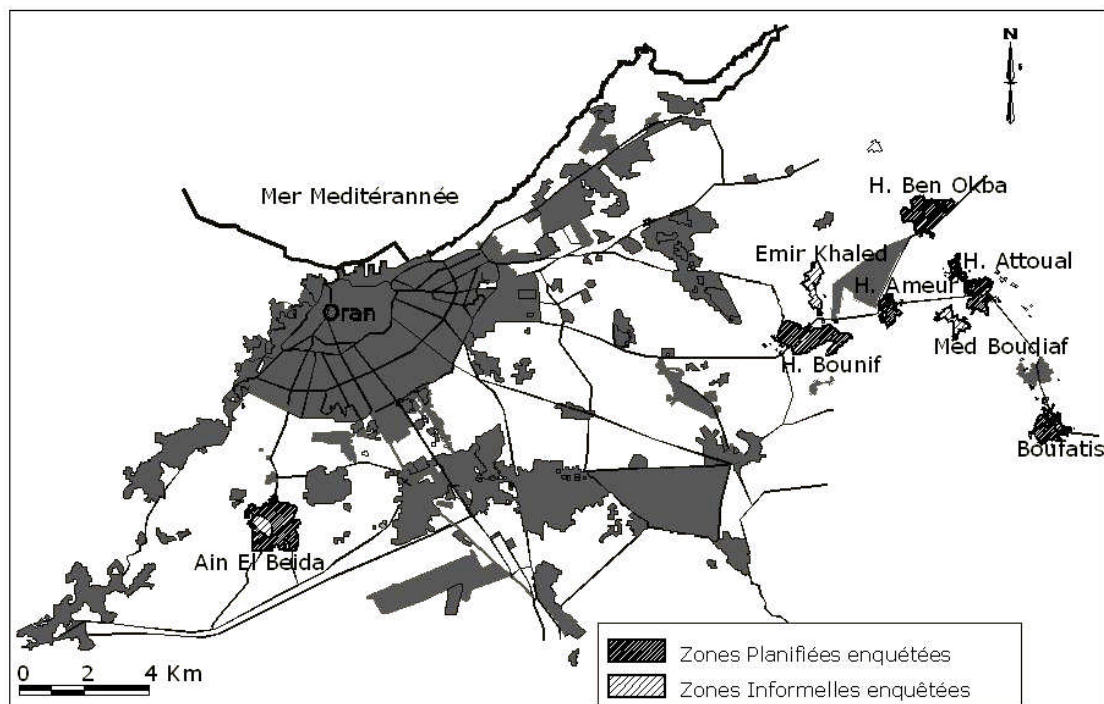 N
H. Ben Okba
Mer Meditérannée
Emir Khaled
H. Attoual
H. Ameur
Oran
Med Boudiaf
H. Bounif
Boufatis
Ain El Beida
0 2 4 Km
Zones Planifiées enquétées
Zones Informelles enquêtées